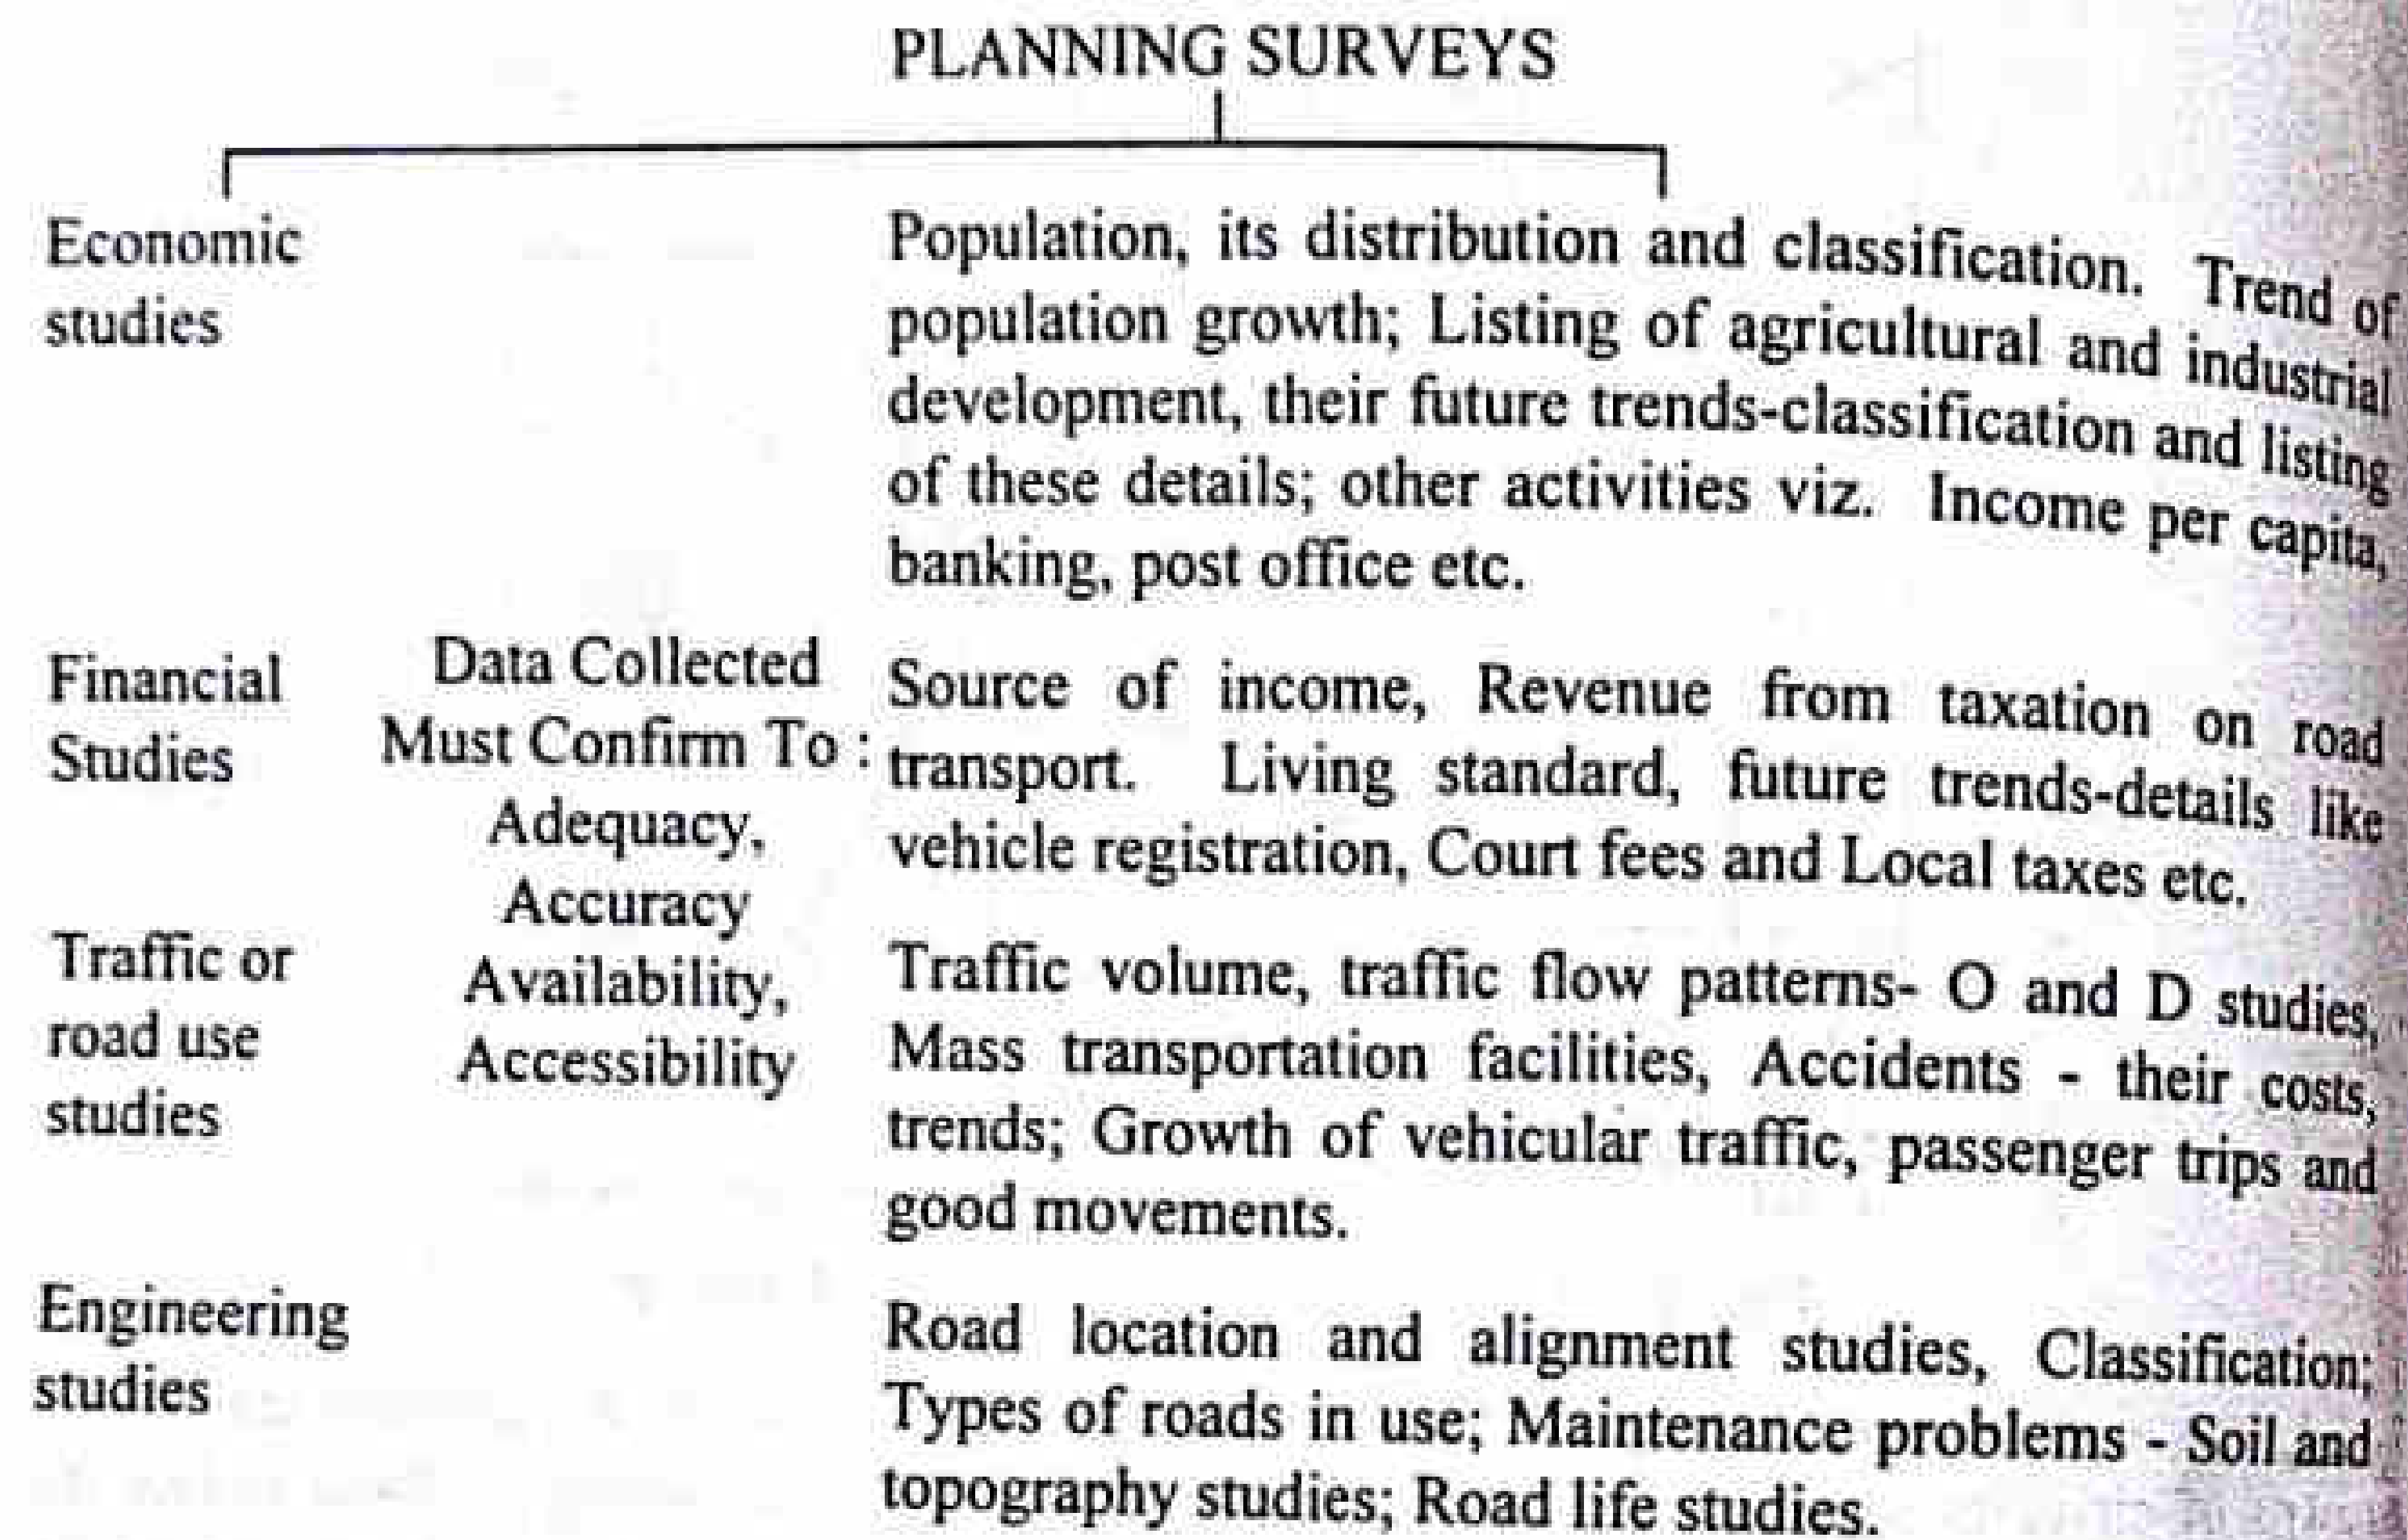 PLANNING SURVEYS
Economic
studies
Population, its distribution and classification. Trend of
population growth; Listing of agricultural and industrial
development, their future trends-classification and listing
of these details; other activities viz. Income per capita,
banking, post office etc.
Financial
Studies
Data Collected
Must Confirm To :
Adequacy,
Accuracy
Availability,
Accessibility
Source of income, Revenue from taxation on road
transport. Living standard, future trends-details like
vehicle registration, Court fees and Local taxes etc.
Traffic or
road use
studies
Traffic volume, traffic flow patterns- O and D studies,
Mass transportation facilities, Accidents - their costs,
trends; Growth of vehicular traffic, passenger trips and
good movements.
Engineering
studies
Road location and alignment studies, Classification;
Types of roads in use; Maintenance problems - Soil and
topography studies; Road life studies.